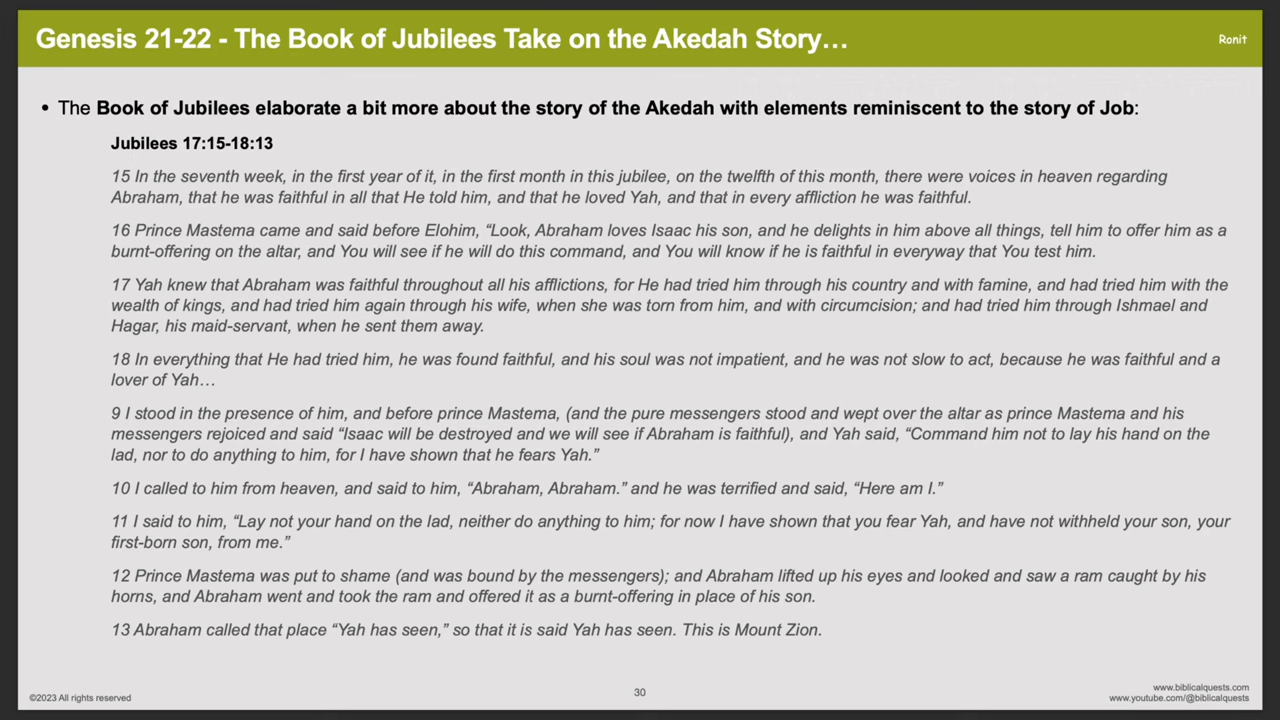 Genesis 21-22 - The Book of Jubilees Take on the Akedah Story…
Ronit
• The Book of Jubilees elaborate a bit more about the story of the Akedah with elements reminiscent to the story of Job:
Jubilees 17:15-18:13
15 In the seventh week, in the first year of it, in the first month in this jubilee, on the twelfth of this month, there were voices in heaven regarding
Abraham, that he was faithful in all that He told him, and that he loved Yah, and that in every affliction he was faithful.
16 Prince Mastema came and said before Elohim, “Look, Abraham loves Isaac his son, and he delights in him above all things, tell him to offer him as a
burnt-offering on the altar, and You will see if he will do this command, and You will know if he is faithful in everyway that You test him.
17 Yah knew that Abraham was faithful throughout all his afflictions, for He had tried him through his country and with famine, and had tried him with the
wealth of kings, and had tried him again through his wife, when she was torn from him, and with circumcision; and had tried him through Ishmael and
Hagar, his maid-servant, when he sent them away.
18 In everything that He had tried him, he was found faithful, and his soul was not impatient, and he was not slow to act, because he was faithful and a
lover of Yah…
9 I stood in the presence of him, and before prince Mastema, (and the pure messengers stood and wept over the altar as prince Mastema and his
messengers rejoiced and said “Isaac will be destroyed and we will see if Abraham is faithful), and Yah said, “Command him not to lay his hand on the
lad, nor to do anything to him, for I have shown that he fears Yah.”
10 I called to him from heaven, and said to him, “Abraham, Abraham.” and he was terrified and said, “Here am I.”
11 I said to him, “Lay not your hand on the lad, neither do anything to him; for now I have shown that you fear Yah, and have not withheld your son, your
first-born son, from me.”
12 Prince Mastema was put to shame (and was bound by the messengers); and Abraham lifted up his eyes and looked and saw a ram caught by his
horns, and Abraham went and took the ram and offered it as a burnt-offering in place of his son.
13 Abraham called that place “Yah has seen,” so that it is said Yah has seen. This is Mount Zion.
©2023 All rights reserved
30
www.biblicalquests.com
www.youtube.com/@biblicalquests